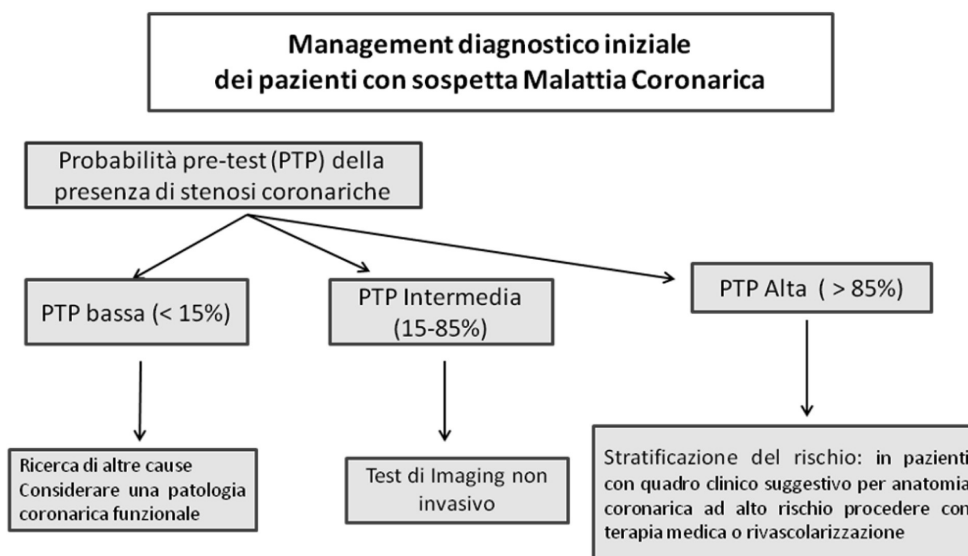 Management diagnostico iniziale
dei pazienti con sospetta Malattia Coronarica
Probabilità pre-test (PTP) della
presenza di stenosi coronariche
PTP bassa (< 15%)
PTP Intermedia
(15-85%)
PTP Alta ( > 85%)
Ricerca di altre cause
Considerare una patologia
coronarica funzionale
Test di Imaging non
invasivo
Stratificazione del rischio: in pazienti
con quadro clinico suggestivo per anatomia
coronarica ad alto rischio procedere con
terapia medica o rivascolarizzazione